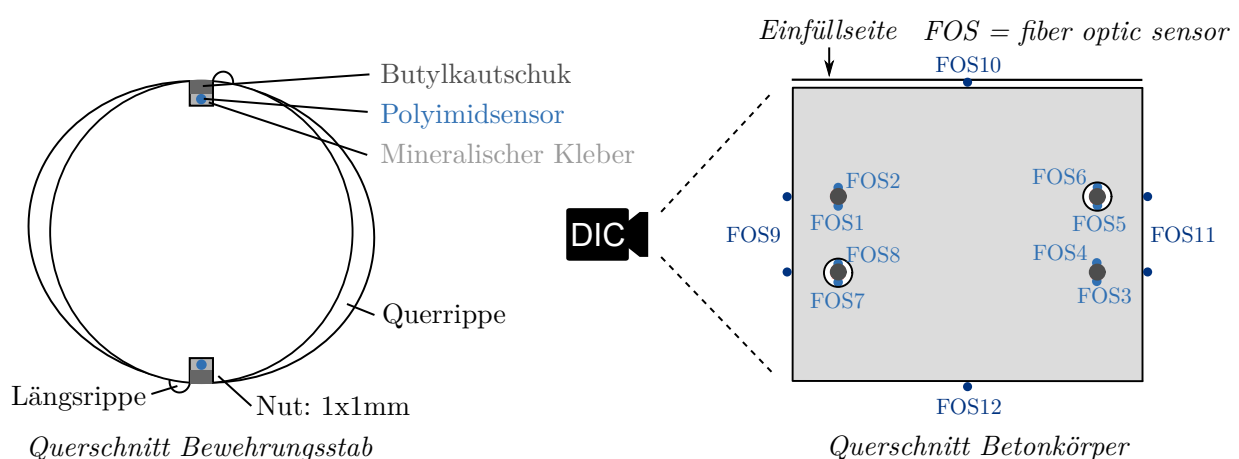 Butylkautschuk
Polyimidsensor
Mineralischer Kleber
Querrippe
Längsrippe
Nut: 1x1mm
Querschnitt Bewehrungsstab
Einfüllseite
FOS = fiber optic sensor
FOS10
FOS2
FOS6
FOS1
FOS5
FOS9
FOS11
DIC
FOS8
FOS4
FOS7
FOS3
FOS12
Querschnitt Betonkörper